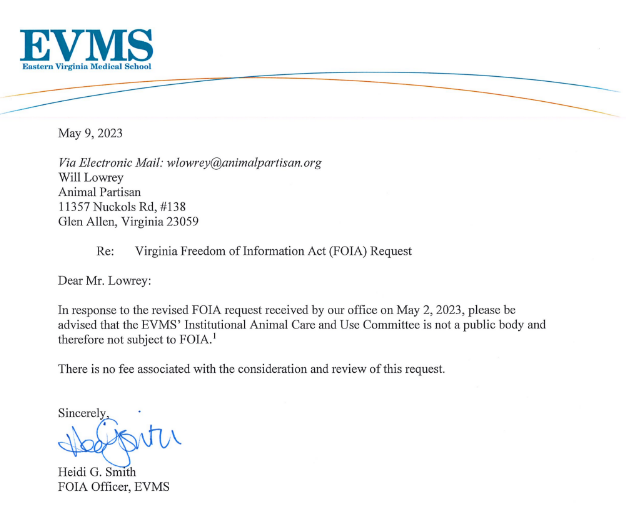 EVMS
Eastern Virginia Medical School
May 9, 2023
Via Electronic Mail: wlowrey@animalpartisan.org
Will Lowrey
Animal Partisan
11357 Nuckols Rd, #138
Glen Allen, Virginia 23059
Re: Virginia Freedom of Information Act (FOIA) Request
Dear Mr. Lowrey:
In response to the revised FOIA request received by our office on May 2, 2023, please be
advised that the EVMS' Institutional Animal Care and Use Committee is not a public body and
therefore not subject to FOIA.¹
There is no fee associated with the consideration and review of this request.
Sincerely,
Heidi G. Smith
FOIA Officer, EVMS